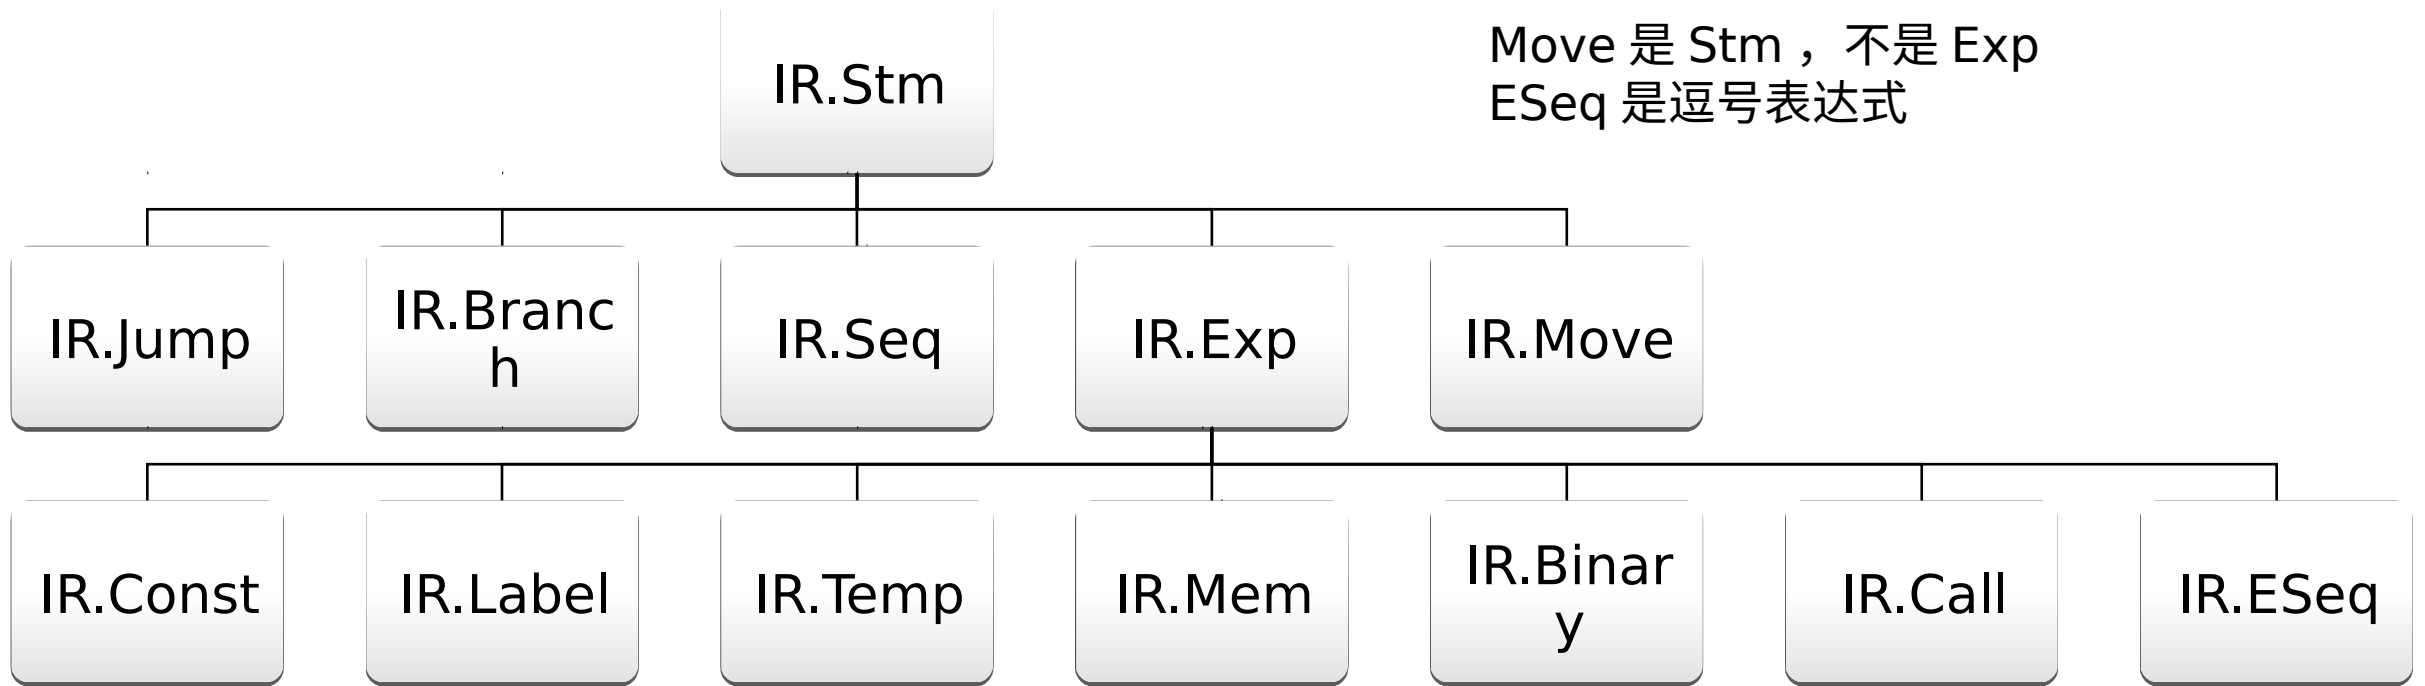 IR.Stm
Move 是 Stm ，不是 Exp
ESeq 是逗号表达式
IR.Jump
IR.Branc
h
IR.Seq
IR.Exp
IR.Move
IR.Const
IR.Label
IR.Temp
IR.Mem
IR.Binar
y
IR.Call
IR.ESeq